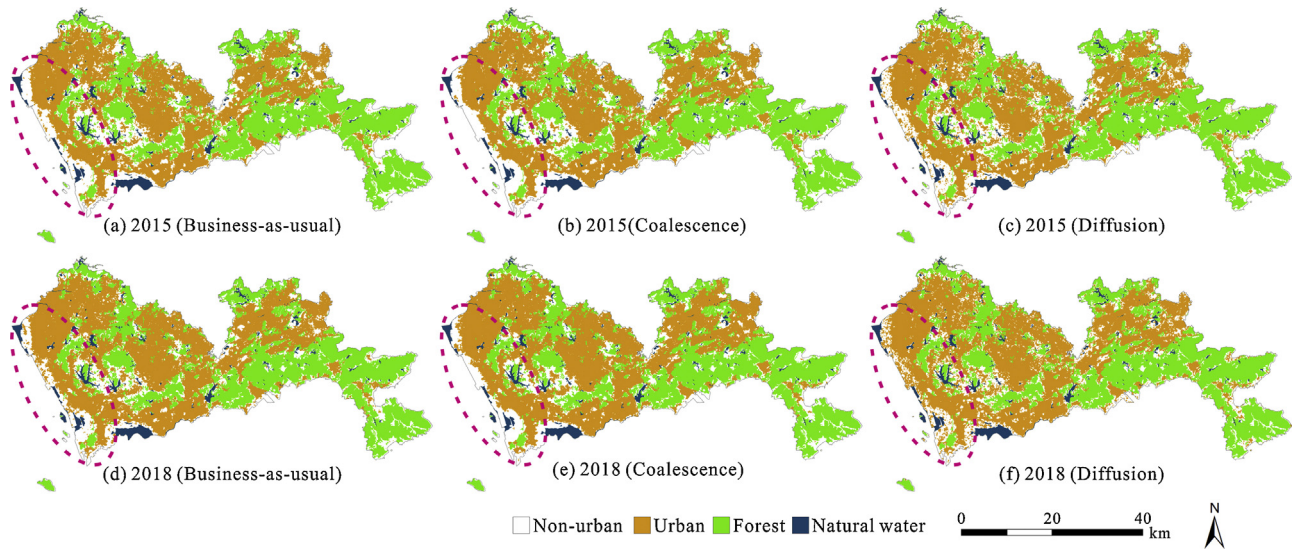 (a) 2015 (Business-as-usual)
(b) 2015(Coalescence)
(c) 2015 (Diffusion)
(d) 2018 (Business-as-usual)
(e) 2018 (Coalescence)
(f) 2018 (Diffusion)
Non-urban Urban Forest Natural water
0 20 40
km
N